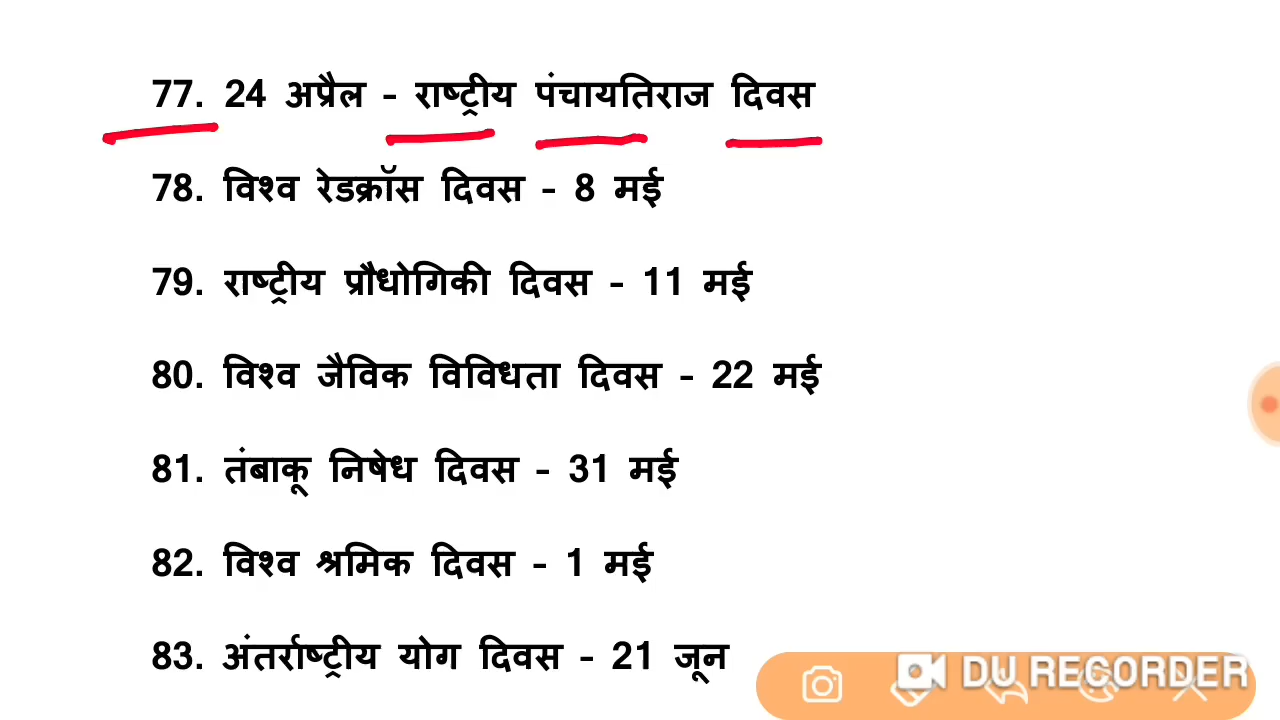 77. 24 अप्रैल - राष्ट्रीय पंचायतिराज दिवस
78. विश्व रेडक्रॉस दिवस - 8 मई
79. राष्ट्रीय प्रौधोगिकी दिवस - 11 मई
80. विश्व जैविक विविधता दिवस - 22 मई
81. तंबाकू निषेध दिवस - 31 मई
82. विश्व श्रमिक दिवस - 1 मई
83. अंतर्राष्ट्रीय योग दिवस - 21 जून
DU RECORDER